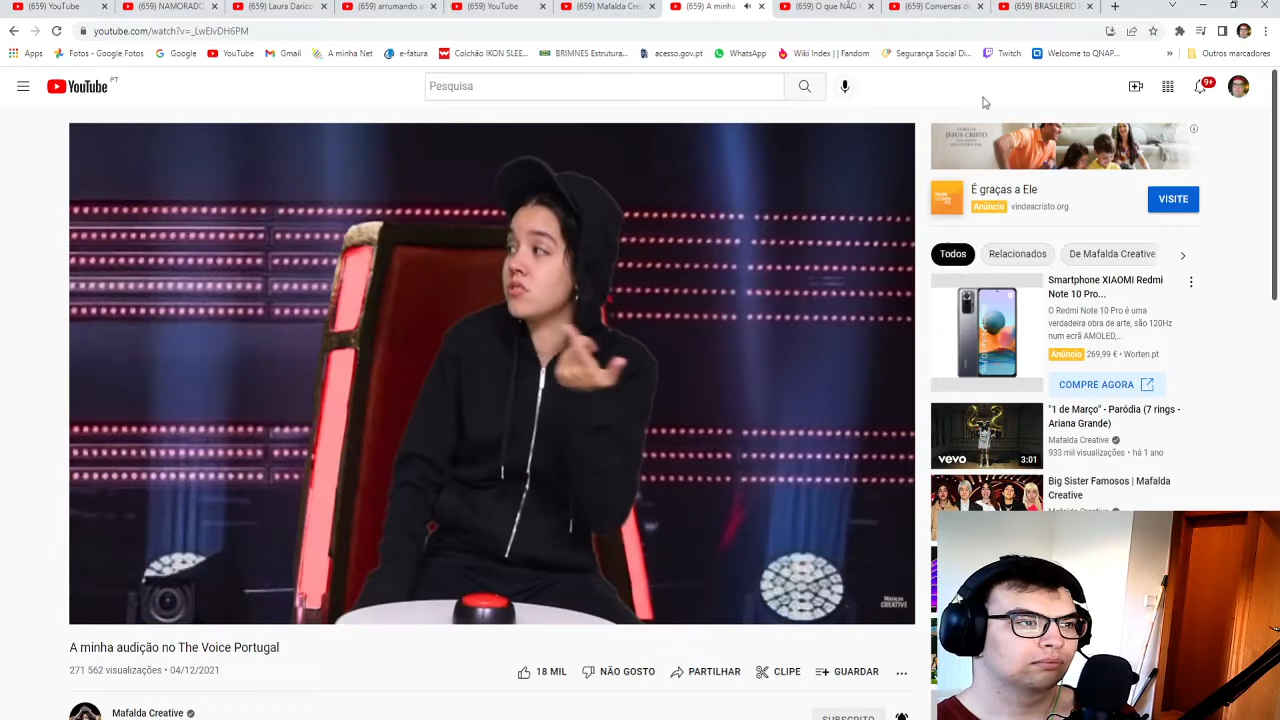 (659) YouTube
(659) NAMORADO
(659) Laura Darico
(659) arrumando a
(659) YouTube
(659) Mafalda Crea
(659) A minha
(659) O que NÃO
(659) Conversas de
(659) BRASILEIRO
youtube.com/watch?v=_LwElvDH6PM
Apps
Fotos - Google Fotos
Google
YouTube
Gmail
A minha Net
e-fatura
Colchão IKON SLEE...
BRIMNES Estrutura...
acesso.gov.pt
WhatsApp
Wiki Index || Fandom
Segurança Social Di...
Twitch
Welcome to QNAP...
»
Outros marcadores
YouTube PT
Pesquisa
9+
É graças a Ele
Anúncio vindeacristo.org
VISITE
Todos
Relacionados
De Mafalda Creative
Smartphone XIAOMI Redmi
Note 10 Pro...
O Redmi Note 10 Pro é uma
verdadeira obra de arte, são 120Hz
num ecrã AMOLED,...
Anúncio 269,99 € • Worten.pt
COMPRE AGORA
"1 de Março" - Paródia (7 rings -
Ariana Grande)
Mafalda Creative
933 mil visualizações • há 1 ano
vevo
3:01
Big Sister Famosos | Mafalda
Creative
MAFALDA
CREATIVE
A minha audição no The Voice Portugal
271 562 visualizações • 04/12/2021
18 MIL
NÃO GOSTO
PARTILHAR
CLIPE
GUARDAR
Mafalda Creative
SUBSCRITO